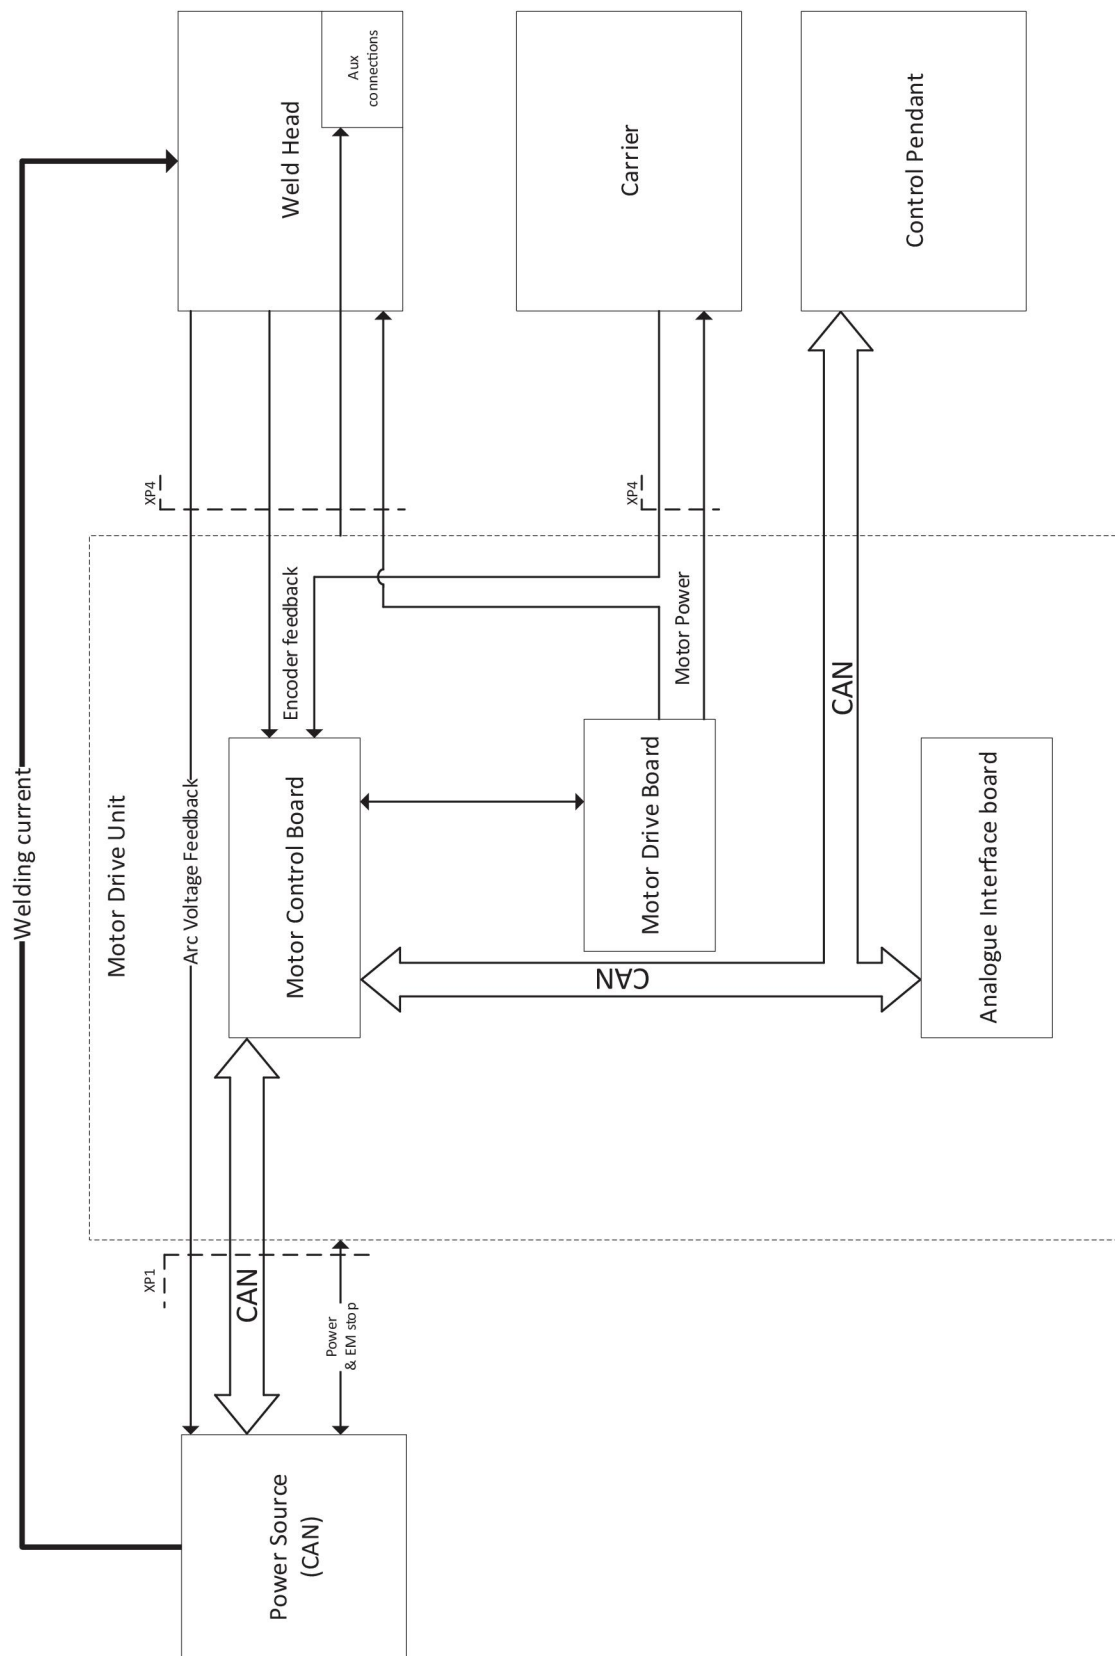 Welding current
Motor Drive Unit
Arc Voltage Feedback
XP1
XP4
Power Source
(CAN)
CAN
Motor Control Board
Encoder feedback
Weld Head
Aux
connections
Power
& EM stop
CAN
Motor Drive Board
Motor Power
XP4
Carrier
CAN
Control Pendant
Analogue Interface board